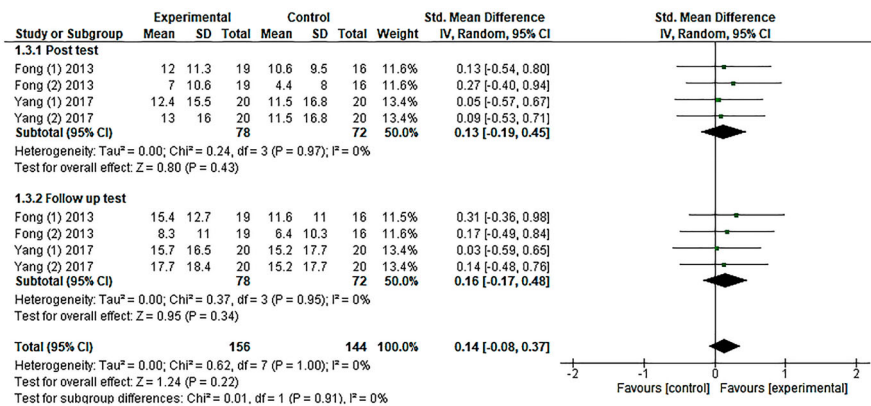 Experimental Control Std. Mean Difference Std. Mean Difference
Study or Subgroup Mean SD Total Mean SD Total Weight IV, Random, 95% CI IV, Random, 95% CI
1.3.1 Post test
Fong (1) 2013 12 11.3 19 10.6 9.5 16 11.6% 0.13 [-0.54, 0.80]
Fong (2) 2013 7 10.6 19 4.4 8 16 11.6% 0.27 [-0.40, 0.94]
Yang (1) 2017 12.4 15.5 20 11.5 16.8 20 13.4% 0.05 [-0.57, 0.67]
Yang (2) 2017 13 16 20 11.5 16.8 20 13.4% 0.09 [-0.53, 0.71]
Subtotal (95% CI) 78 72 50.0% 0.13 [-0.19, 0.45]
Heterogeneity: Tau² = 0.00; Chi² = 0.24, df = 3 (P = 0.97); I² = 0%
Test for overall effect: Z = 0.80 (P = 0.43)
1.3.2 Follow up test
Fong (1) 2013 15.4 12.7 19 11.6 11 16 11.5% 0.31 [-0.36, 0.98]
Fong (2) 2013 8.3 11 19 6.4 10.3 16 11.6% 0.17 [-0.49, 0.84]
Yang (1) 2017 15.7 16.5 20 15.2 17.7 20 13.4% 0.03 [-0.59, 0.65]
Yang (2) 2017 17.7 18.4 20 15.2 17.7 20 13.4% 0.14 [-0.48, 0.76]
Subtotal (95% CI) 78 72 50.0% 0.16 [-0.17, 0.48]
Heterogeneity: Tau² = 0.00; Chi² = 0.37, df = 3 (P = 0.95); I² = 0%
Test for overall effect: Z = 0.95 (P = 0.34)
Total (95% CI) 156 144 100.0% 0.14 [-0.08, 0.37]
Heterogeneity: Tau² = 0.00; Chi² = 0.62, df = 7 (P = 1.00); I² = 0%
Test for overall effect: Z = 1.24 (P = 0.22)
Test for subgroup differences: Chi² = 0.01, df = 1 (P = 0.91), I² = 0%
-2 -1 0 1 2
Favours [control] Favours [experimental]